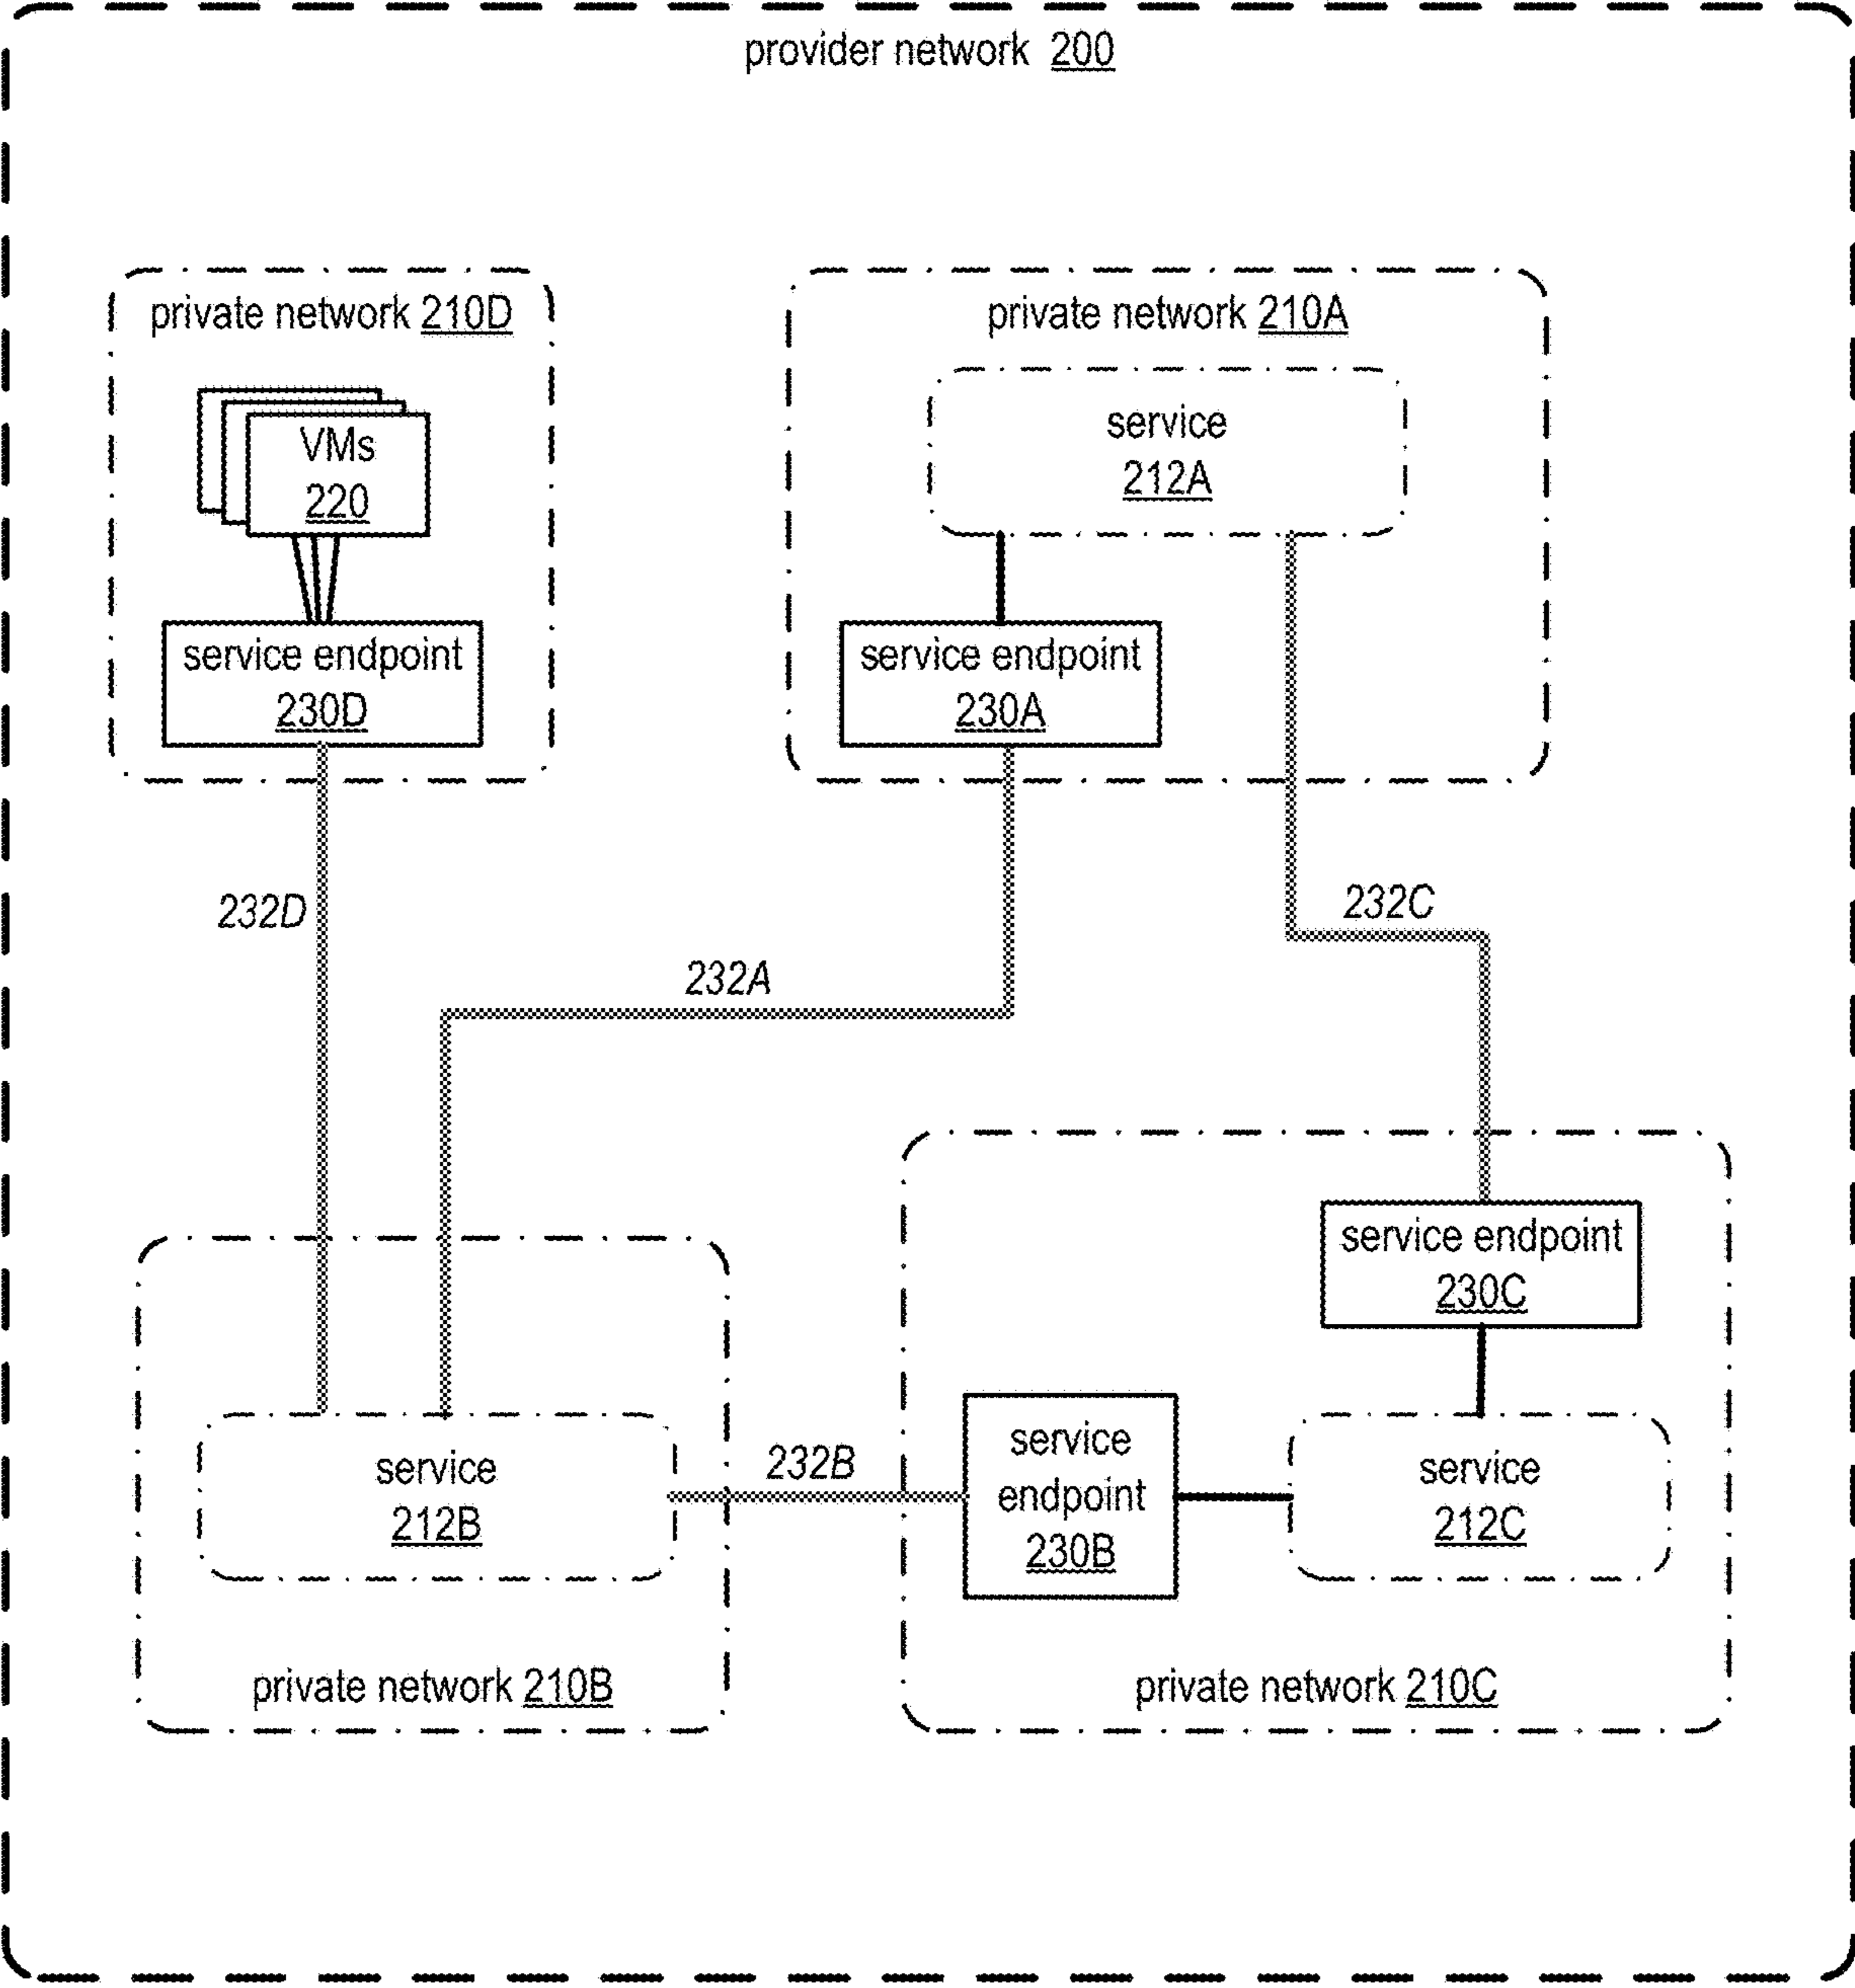 provider network 200
private network 210D
VMs
220
service endpoint
230D
private network 210A
service
212A
service endpoint
230A
232D
232A
232C
service
212B
private network 210B
232B
service endpoint
230C
service
endpoint
230B
service
212C
private network 210C